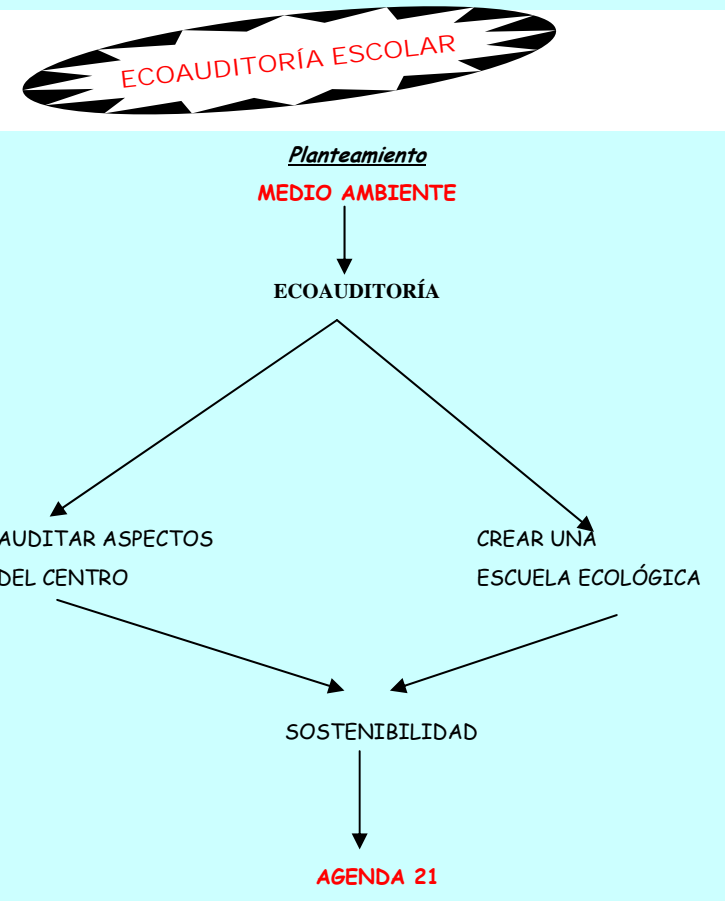 ECOAUDITORÍA ESCOLAR
Planteamiento
MEDIO AMBIENTE
ECOAUDITORÍA
AUDITAR ASPECTOS
DEL CENTRO
CREAR UNA
ESCUELA ECOLÓGICA
SOSTENIBILIDAD
AGENDA 21